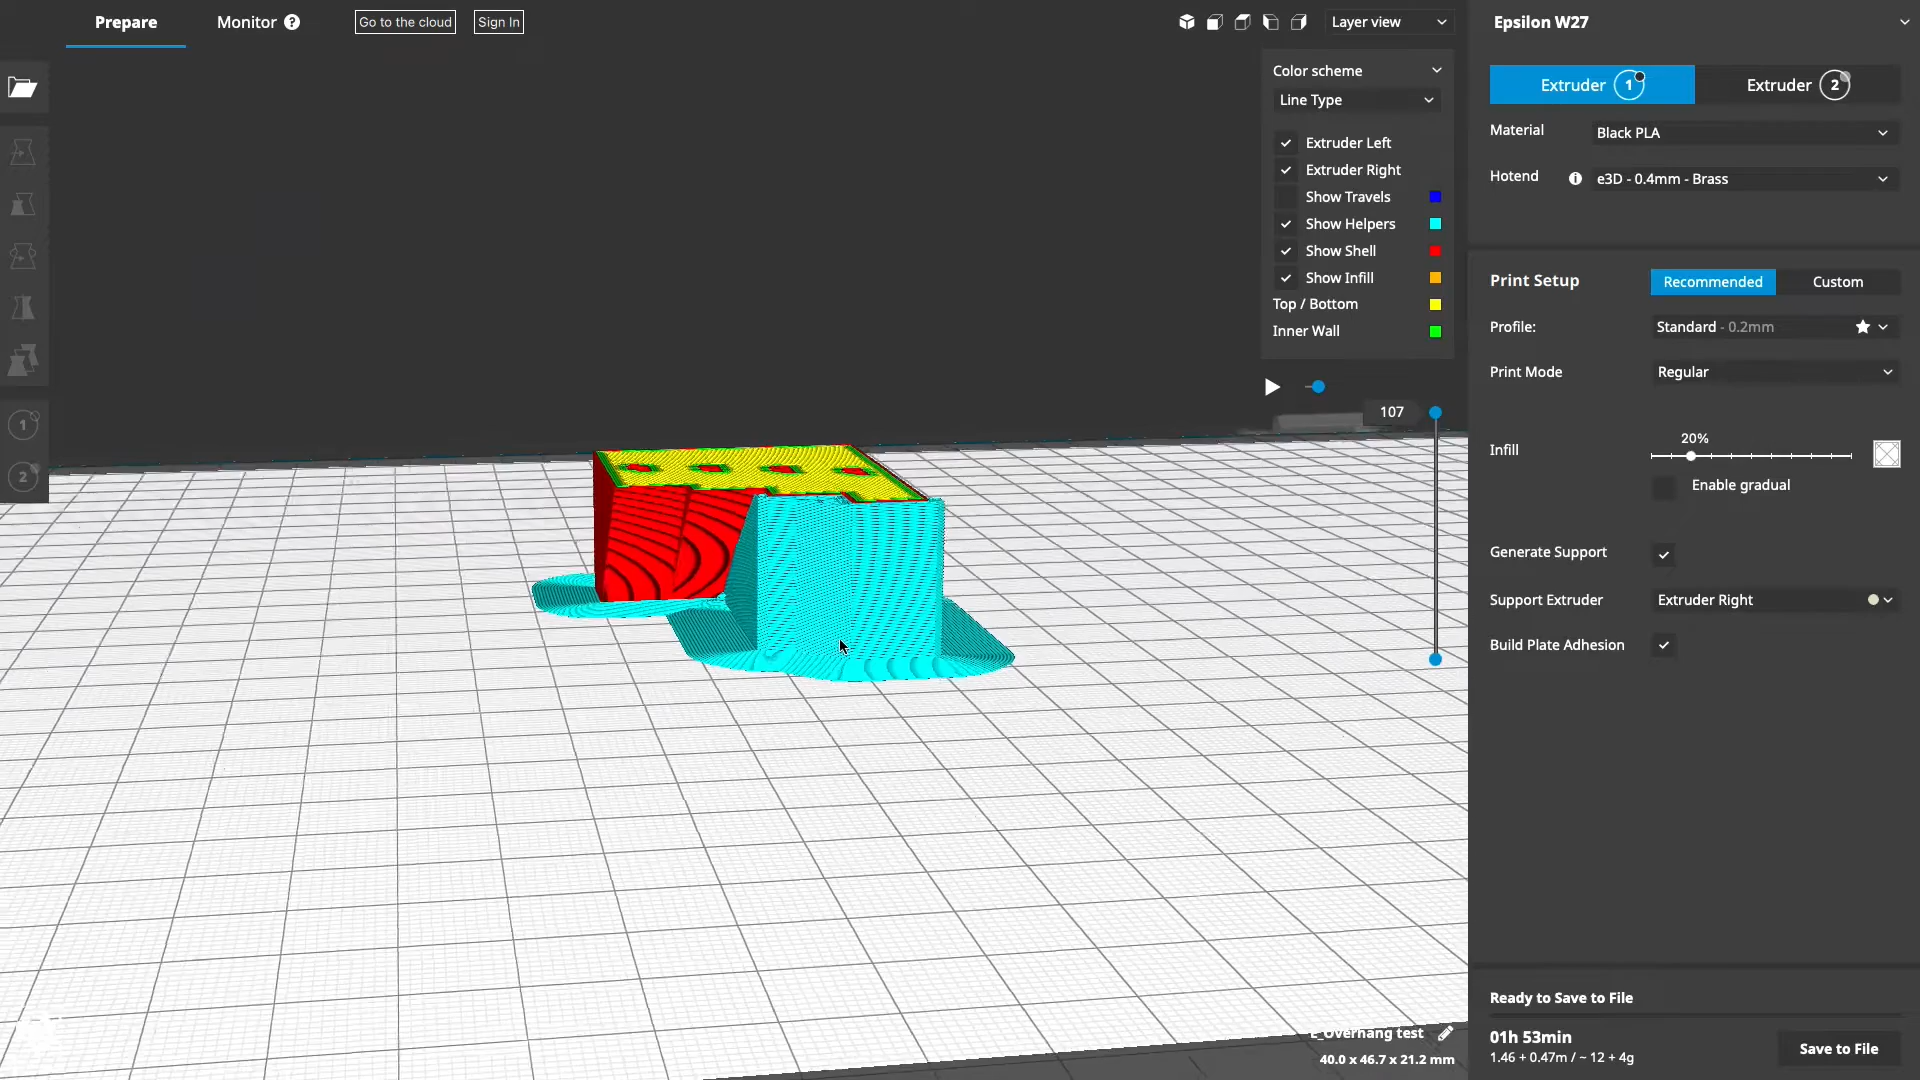 Prepare
Monitor ?
Go to the cloud
Sign In
Layer view
Epsilon W27
Color scheme
Line Type
Extruder Left
Extruder Right
Show Travels
Show Helpers
Show Shell
Show Infill
Top / Bottom
Inner Wall
107
1
2
Extruder 1
Extruder 2
Material
Black PLA
Hotend
e3D - 0.4mm - Brass
Print Setup
Recommended
Custom
Profile:
Standard - 0.2mm
Print Mode
Regular
20%
Infill
Enable gradual
Generate Support
Support Extruder
Extruder Right
Build Plate Adhesion
Overhang test
40.0 x 46.7 x 21.2 mm
Ready to Save to File
01h 53min
1.46 + 0.47m / ~ 12 + 4g
Save to File